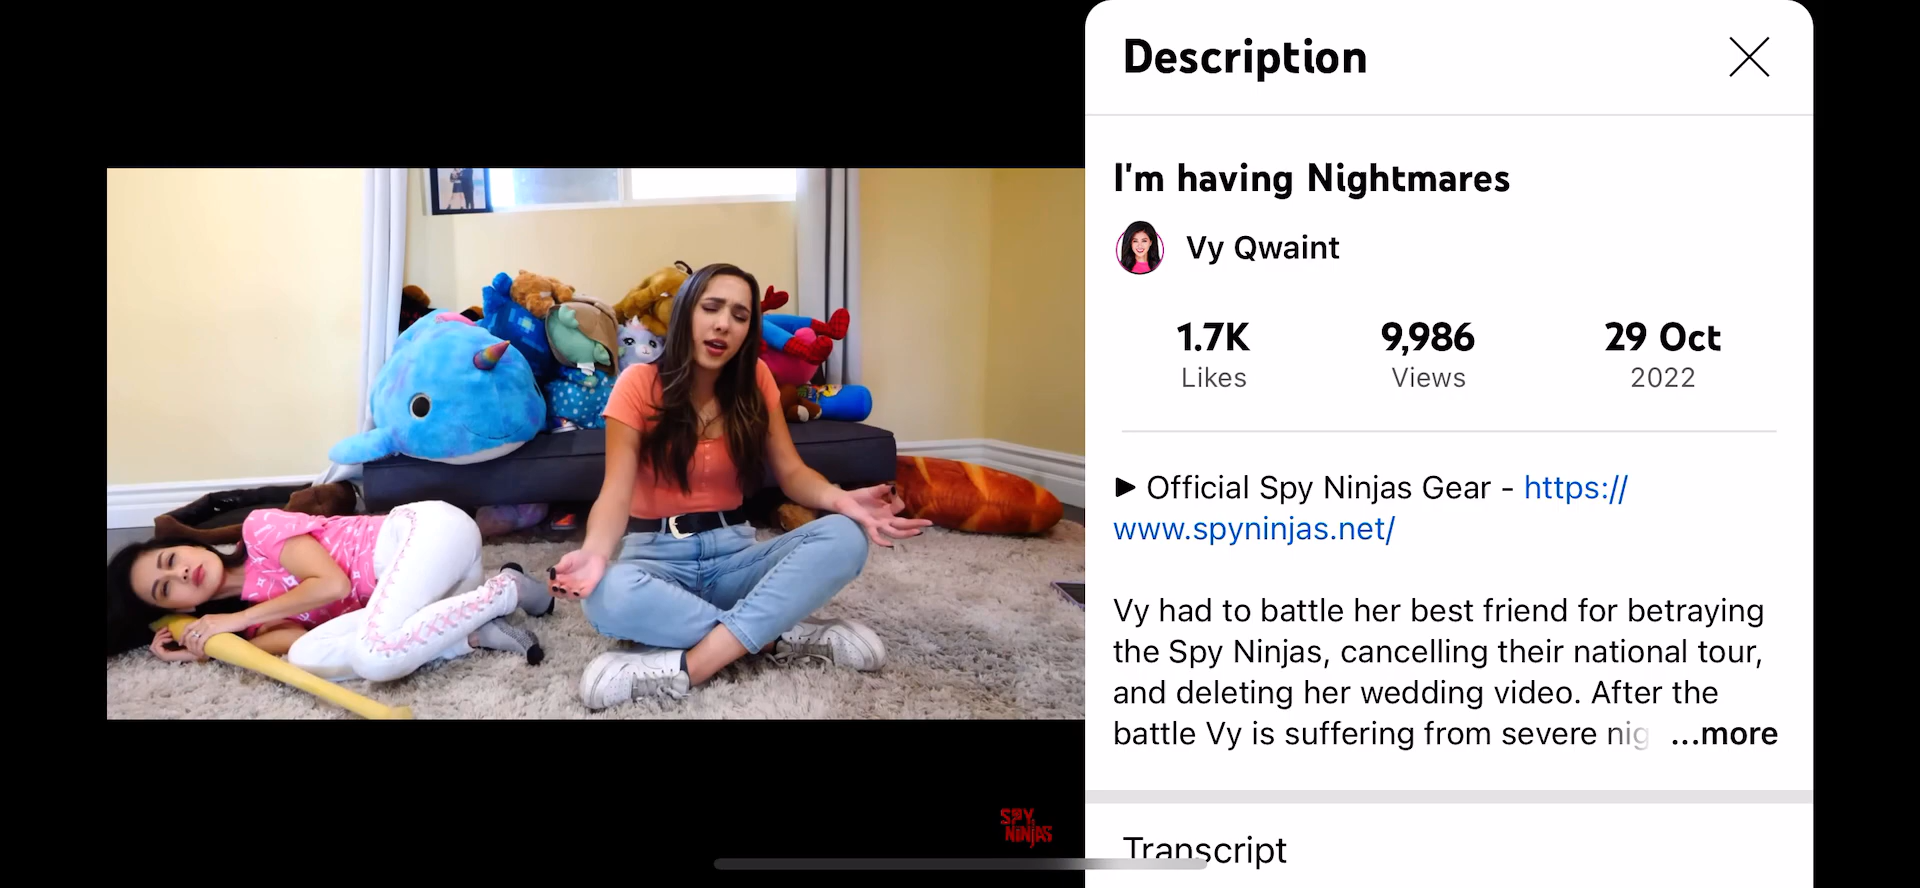 Description
I'm having Nightmares
Vy Qwaint
1.7K 9,986 29 Oct
Likes Views 2022
► Official Spy Ninjas Gear - https://
www.spyninjas.net/
Vy had to battle her best friend for betraying
the Spy Ninjas, cancelling their national tour,
and deleting her wedding video. After the
battle Vy is suffering from severe nig ...more
SPY
NINJAS
Transcript